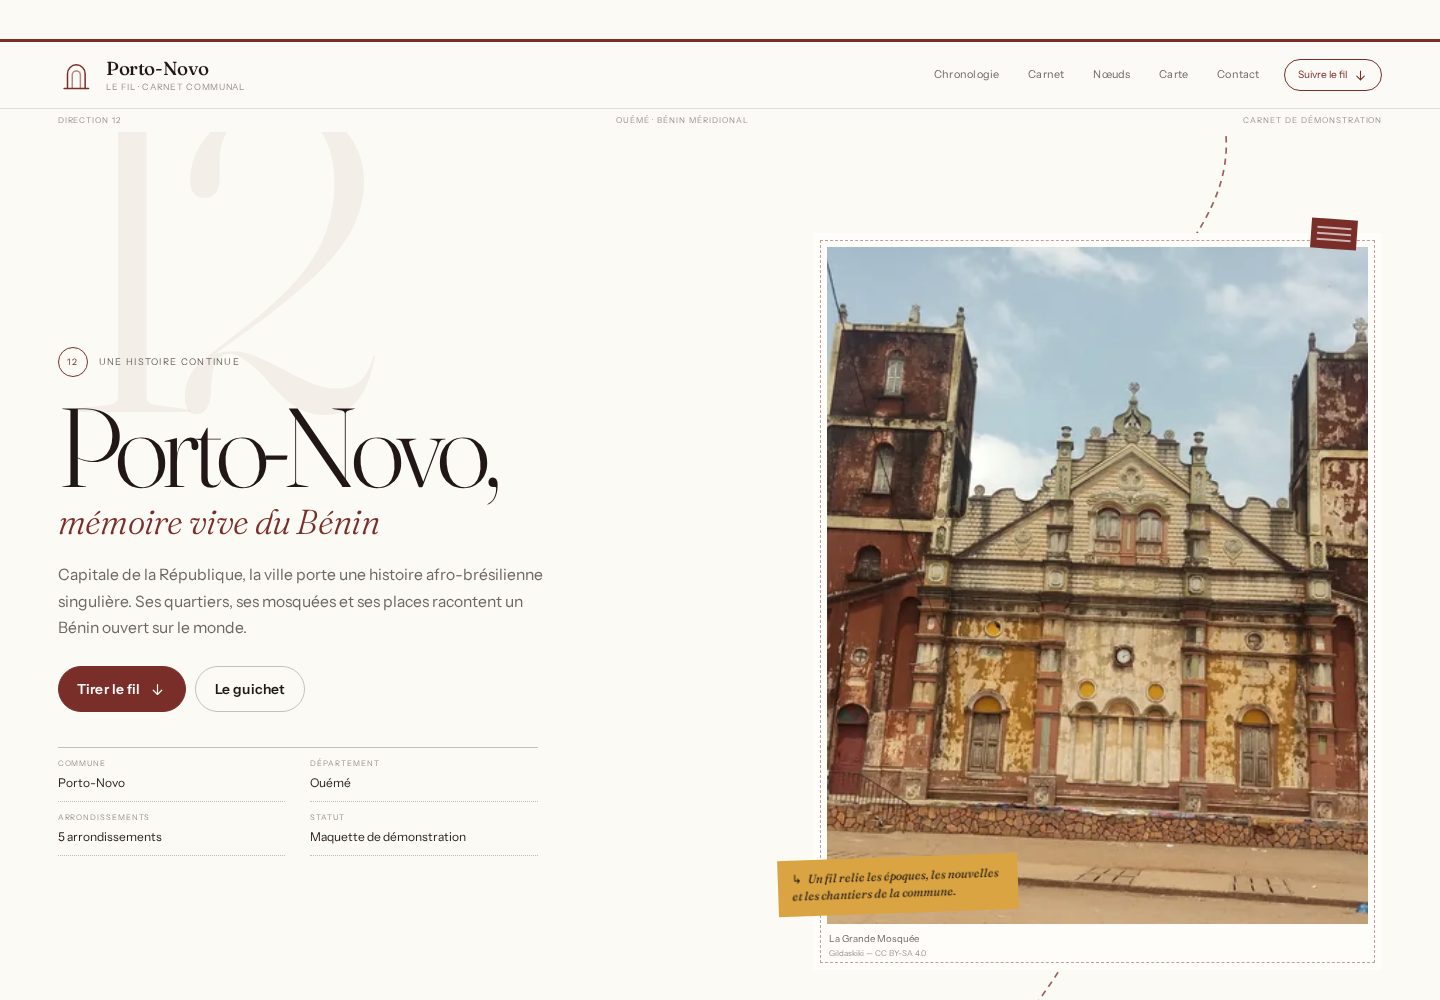 Porto-Novo
LE FIL · CARNET COMMUNAL
Chronologie
Carnet
Nœuds
Carte
Contact
Suivre le fil ↓
DIRECTION 12
OUÉMÉ · BÉNIN MÉRIDIONAL
CARNET DE DÉMONSTRATION
12
12
UNE HISTOIRE CONTINUE
Porto-Novo,
mémoire vive du Bénin
Capitale de la République, la ville porte une histoire afro-brésilienne
singulière. Ses quartiers, ses mosquées et ses places racontent un
Bénin ouvert sur le monde.
Tirer le fil ↓
Le guichet
COMMUNE
Porto-Novo
DÉPARTEMENT
Ouémé
ARRONDISSEMENTS
5 arrondissements
STATUT
Maquette de démonstration
↳ Un fil relie les époques, les nouvelles
et les chantiers de la commune.
La Grande Mosquée
Gildaskiki — CC BY-SA 4.0